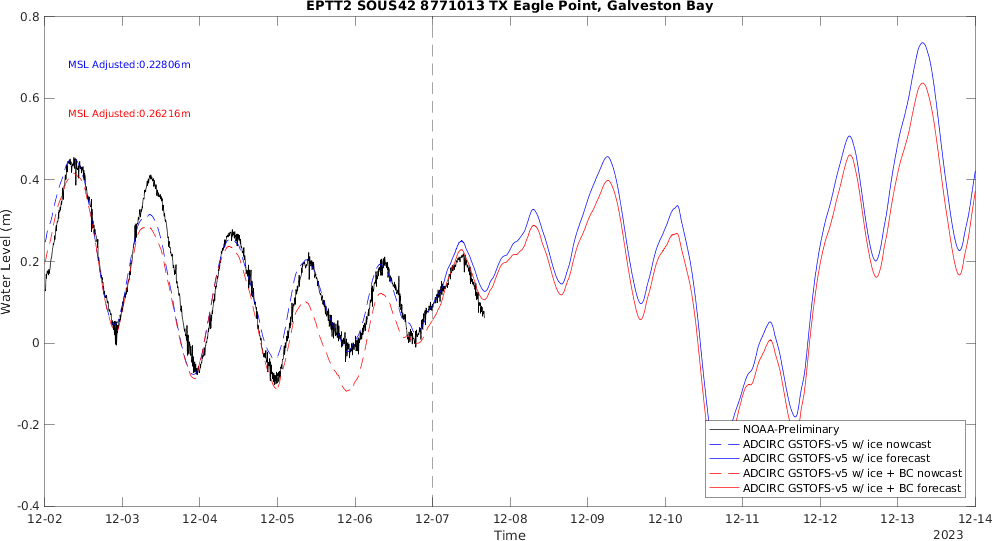 EPTT2 SOUS42 8771013 TX Eagle Point, Galveston Bay
0.8
0.6
0.4
0.2
0
-0.2
-0.4
Water Level (m)
MSL Adjusted:0.22806m
MSL Adjusted:0.26216m
NOAA-Preliminary
ADCIRC GSTOFS-v5 w/ ice nowcast
ADCIRC GSTOFS-v5 w/ ice forecast
ADCIRC GSTOFS-v5 w/ ice + BC nowcast
ADCIRC GSTOFS-v5 w/ ice + BC forecast
12-02 12-03 12-04 12-05 12-06 12-07 12-08 12-09 12-10 12-11 12-12 12-13 12-14
Time
2023